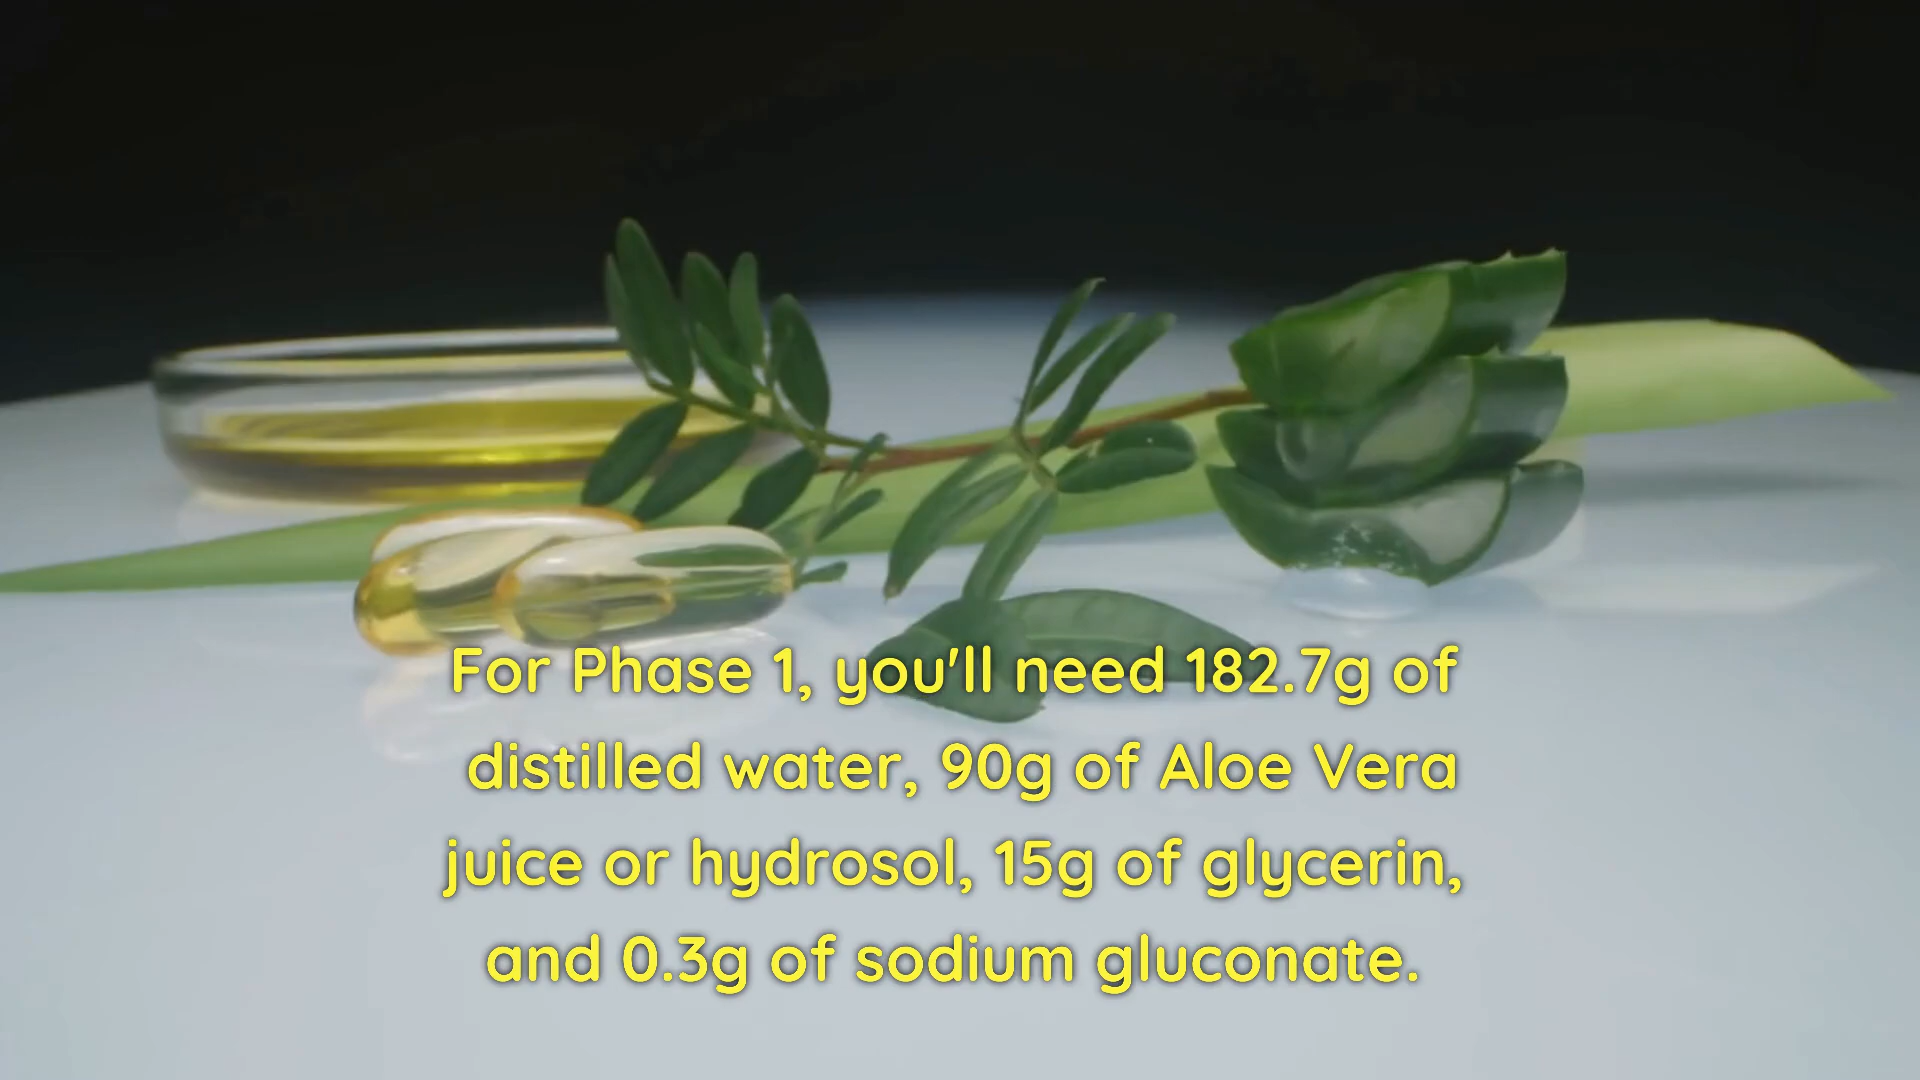 For Phase 1, you'll need 182.7g of
distilled water, 90g of Aloe Vera
juice or hydrosol, 15g of glycerin,
and 0.3g of sodium gluconate.